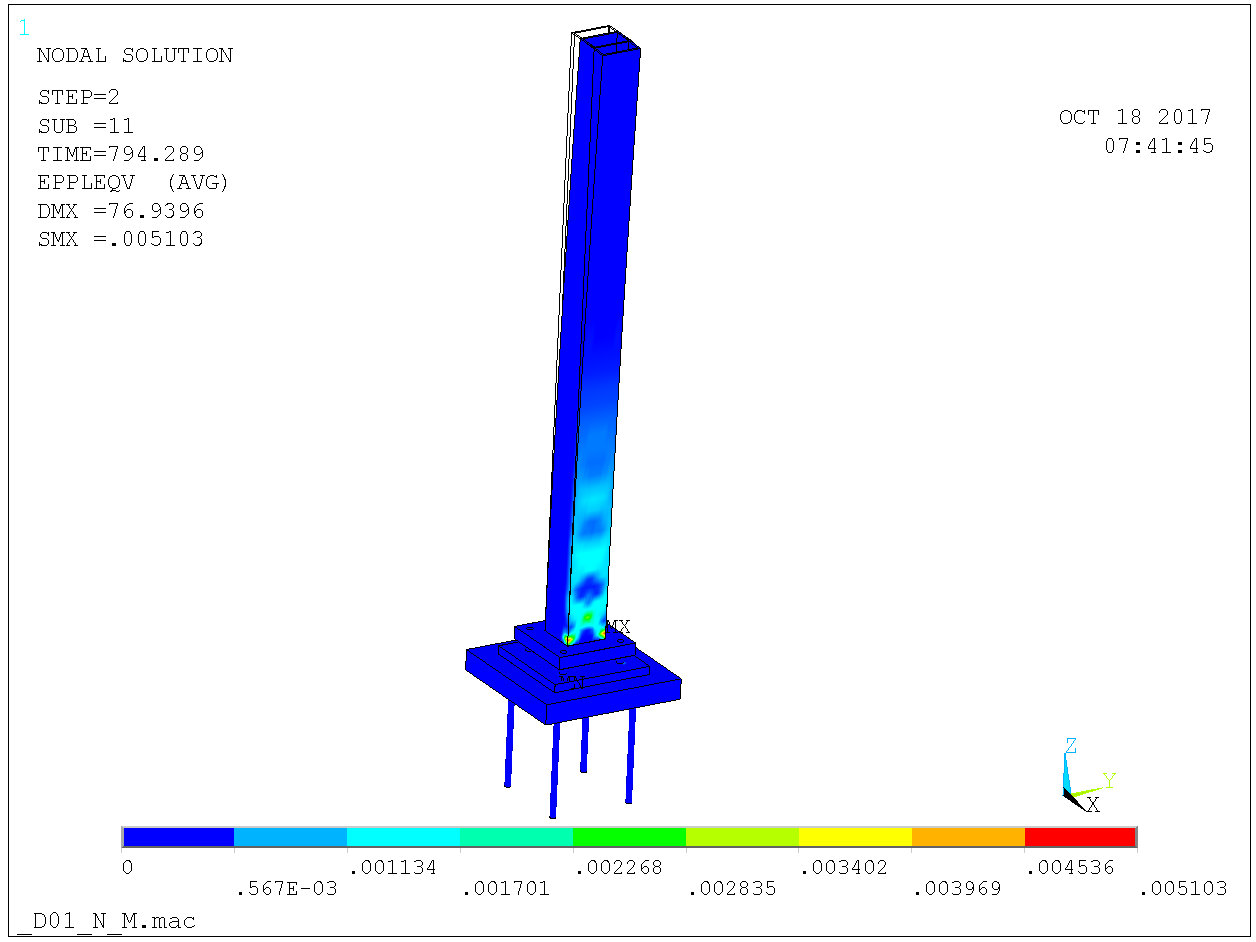 1
NODAL SOLUTION
STEP=2
SUB =11
TIME=794.289
EPPLEQV (AVG)
DMX =76.9396
SMX =.005103
OCT 18 2017
07:41:45
MX
Z
Y
X
0
.567E-03
.001134
.001701
.002268
.002835
.003402
.003969
.004536
.005103
_D01_N_M.mac